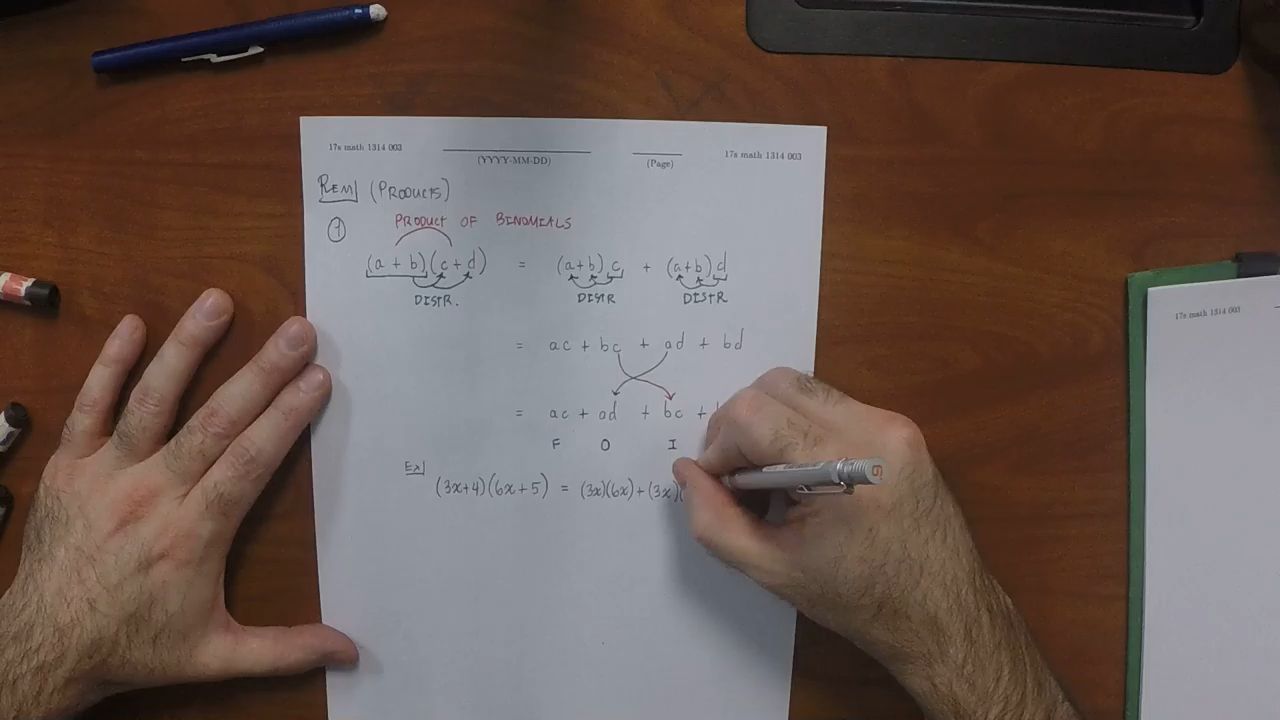 17s math 1314 003 (YYYY-MM-DD) (Page) 17s math 1314 003
REM (PRODUCTS)
1 PRODUCT OF BINOMIALS
(a + b)(c + d) = (a+b)c + (a+b)d
DISTR. DISTR DISTR
= ac + bc + ad + bd
= ac + ad + bc +
F O I
Ex
(3x+4)(6x+5) = (3x)(6x)+(3x)(
17s math 1314 003
6